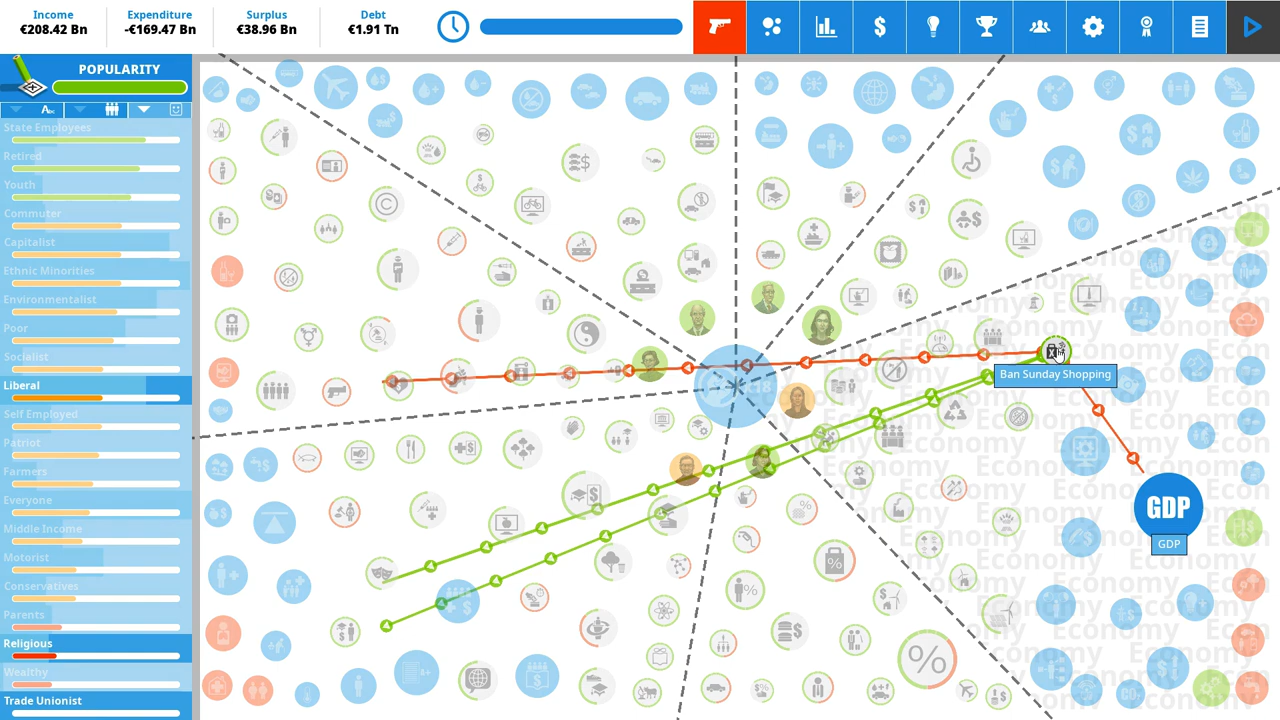 Income
€208.42 Bn
Expenditure
-€169.47 Bn
Surplus
€38.96 Bn
Debt
€1.91 Tn
POPULARITY
State Employees
Retired
Youth
Commuter
Capitalist
Ethnic Minorities
Environmentalist
Poor
Socialist
Liberal
Self Employed
Patriot
Farmers
Everyone
Middle Income
Motorist
Conservatives
Parents
Religious
Wealthy
Trade Unionist
Ban Sunday Shopping
GDP
GDP
Economy